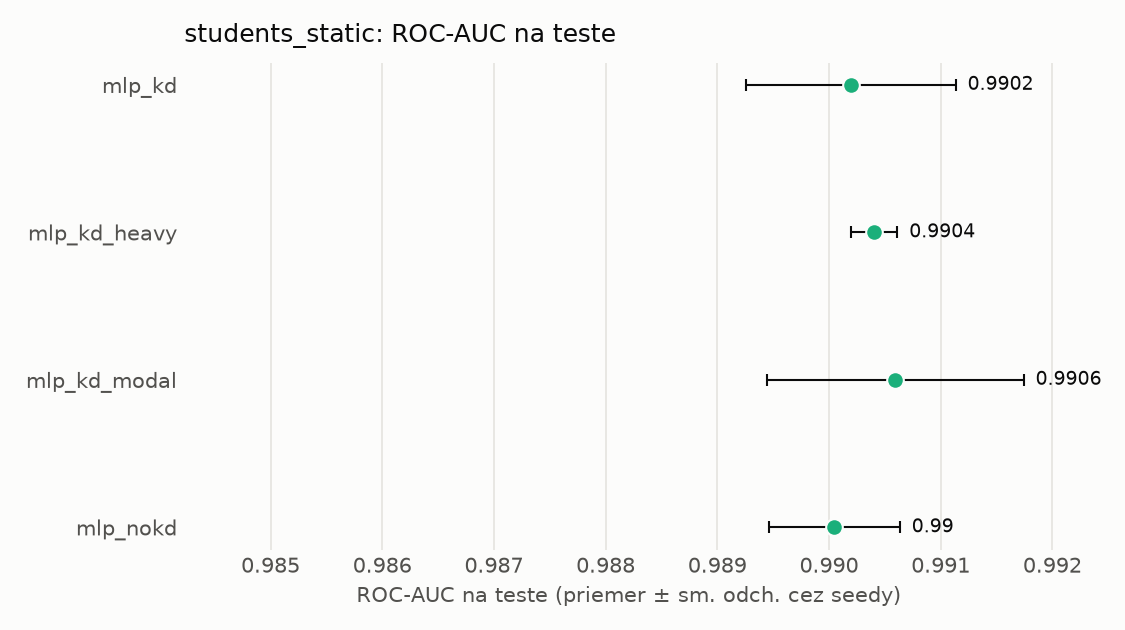 students_static: ROC-AUC na teste
mlp_kd
0.9902
mlp_kd_heavy
0.9904
mlp_kd_modal
0.9906
mlp_nokd
0.99
0.985 0.986 0.987 0.988 0.989 0.990 0.991 0.992
ROC-AUC na teste (priemer ± sm. odch. cez seedy)